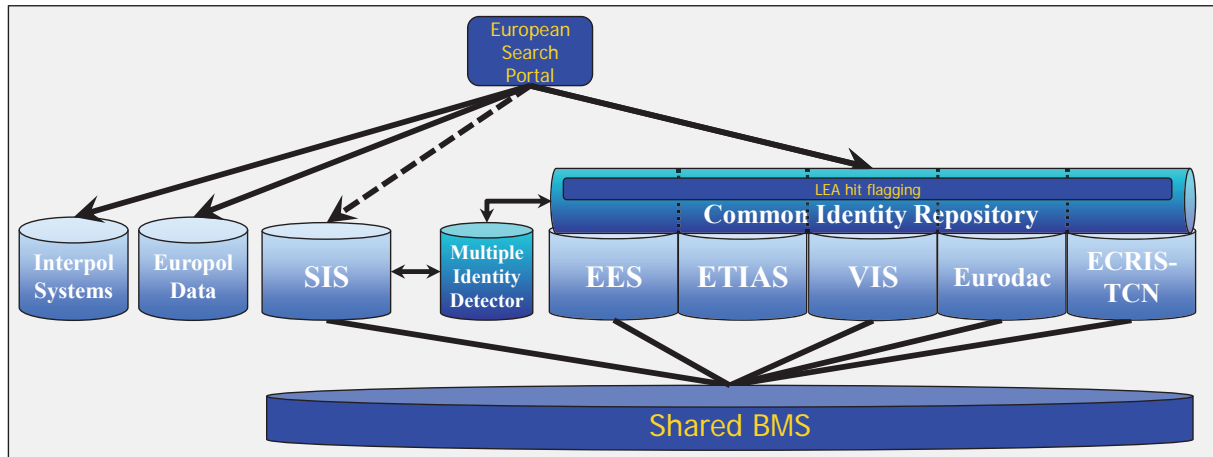 European
Search
Portal
LEA hit flagging
Common Identity Repository
Interpol
Systems
Europol
Data
SIS
Multiple
Identity
Detector
EES
ETIAS
VIS
Eurodac
ECRIS-
TCN
Shared BMS